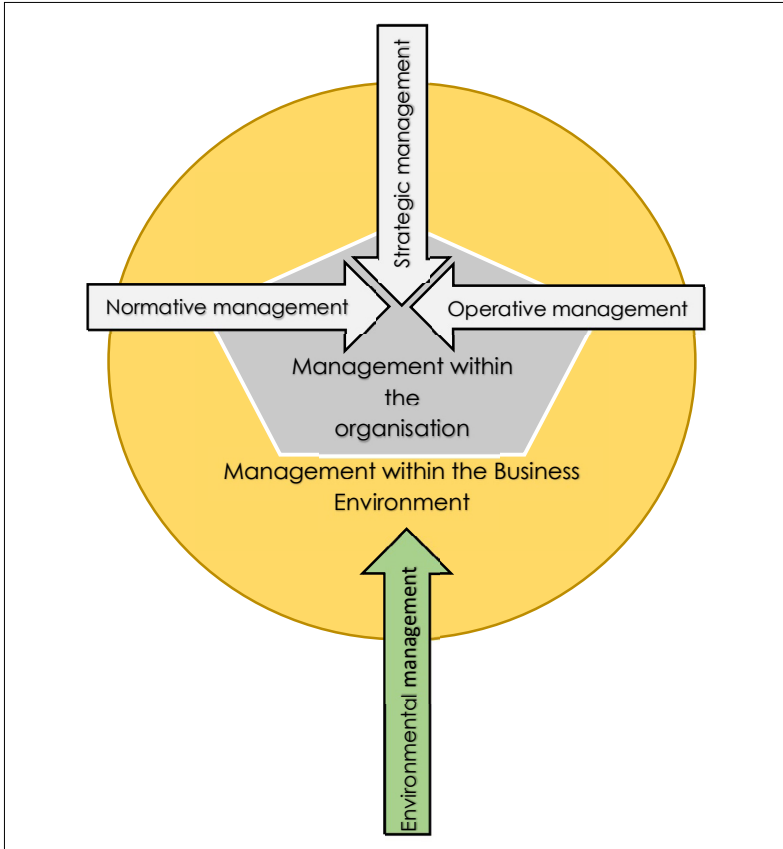 Strategic management
Normative management
Operative management
Management within
the
organisation
Management within the Business
Environment
Environmental management